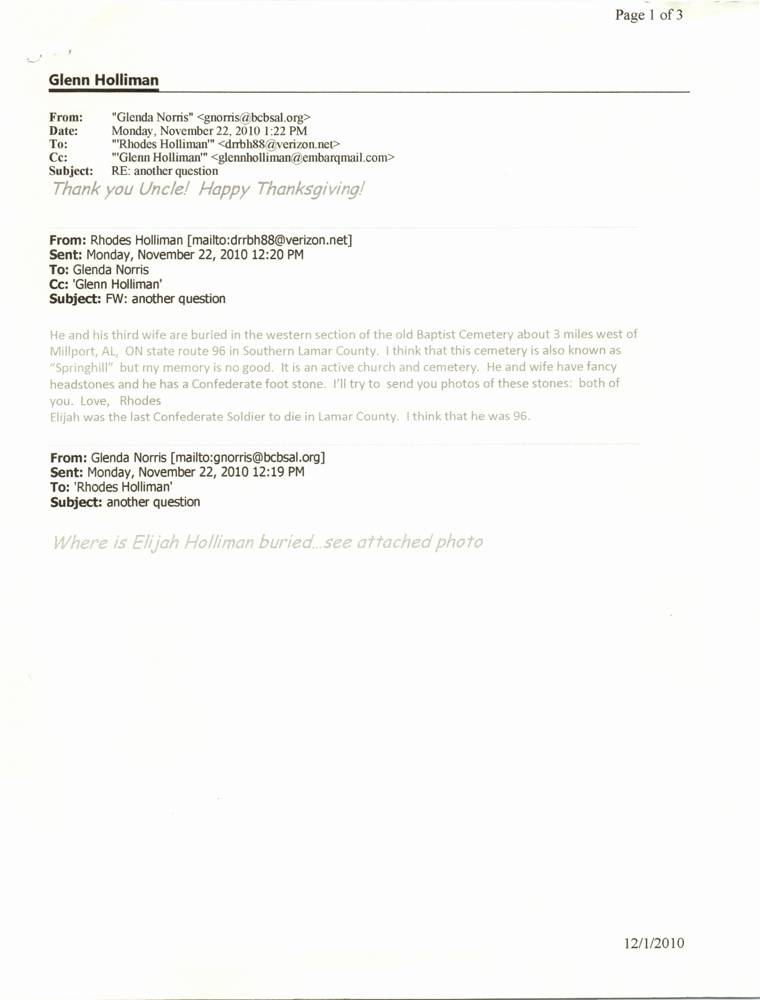 Page 1 of 3
Glenn Holliman
From: "Glenda Norris" <gnorris@bcbsal.org>
Date: Monday, November 22, 2010 1:22 PM
To: "'Rhodes Holliman'" <drrbh88@verizon.net>
Cc: "'Glenn Holliman'" <glennholliman@embarqmail.com>
Subject: RE: another question
Thank you Uncle! Happy Thanksgiving!
From: Rhodes Holliman [mailto:drrbh88@verizon.net]
Sent: Monday, November 22, 2010 12:20 PM
To: Glenda Norris
Cc: 'Glenn Holliman'
Subject: FW: another question
He and his third wife are buried in the western section of the old Baptist Cemetery about 3 miles west of
Millport, AL, ON state route 96 in Southern Lamar County. I think that this cemetery is also known as
“Springhill” but my memory is no good. It is an active church and cemetery. He and wife have fancy
headstones and he has a Confederate foot stone. I’ll try to send you photos of these stones: both of
you. Love, Rhodes
Elijah was the last Confederate Soldier to die in Lamar County. I think that he was 96.
From: Glenda Norris [mailto:gnorris@bcbsal.org]
Sent: Monday, November 22, 2010 12:19 PM
To: 'Rhodes Holliman'
Subject: another question
Where is Elijah Holliman buried...see attached photo
12/1/2010